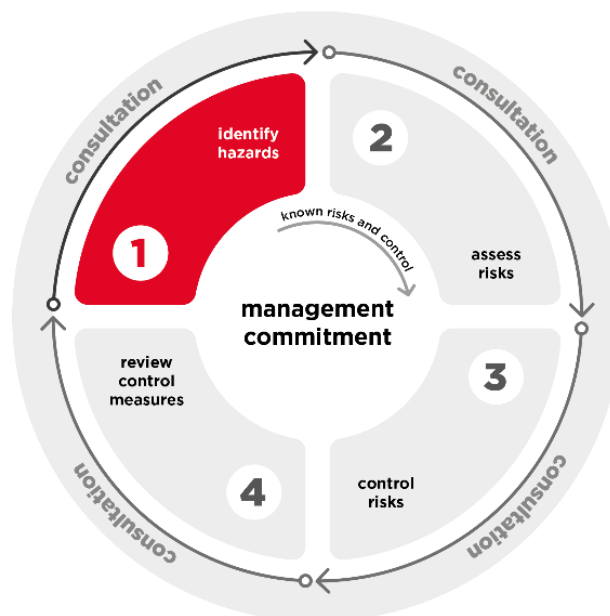 consultation
consultation
identify
hazards
1
2
assess
risks
known risks and control
management
commitment
review
control
measures
4
3
control
risks
consultation
consultation